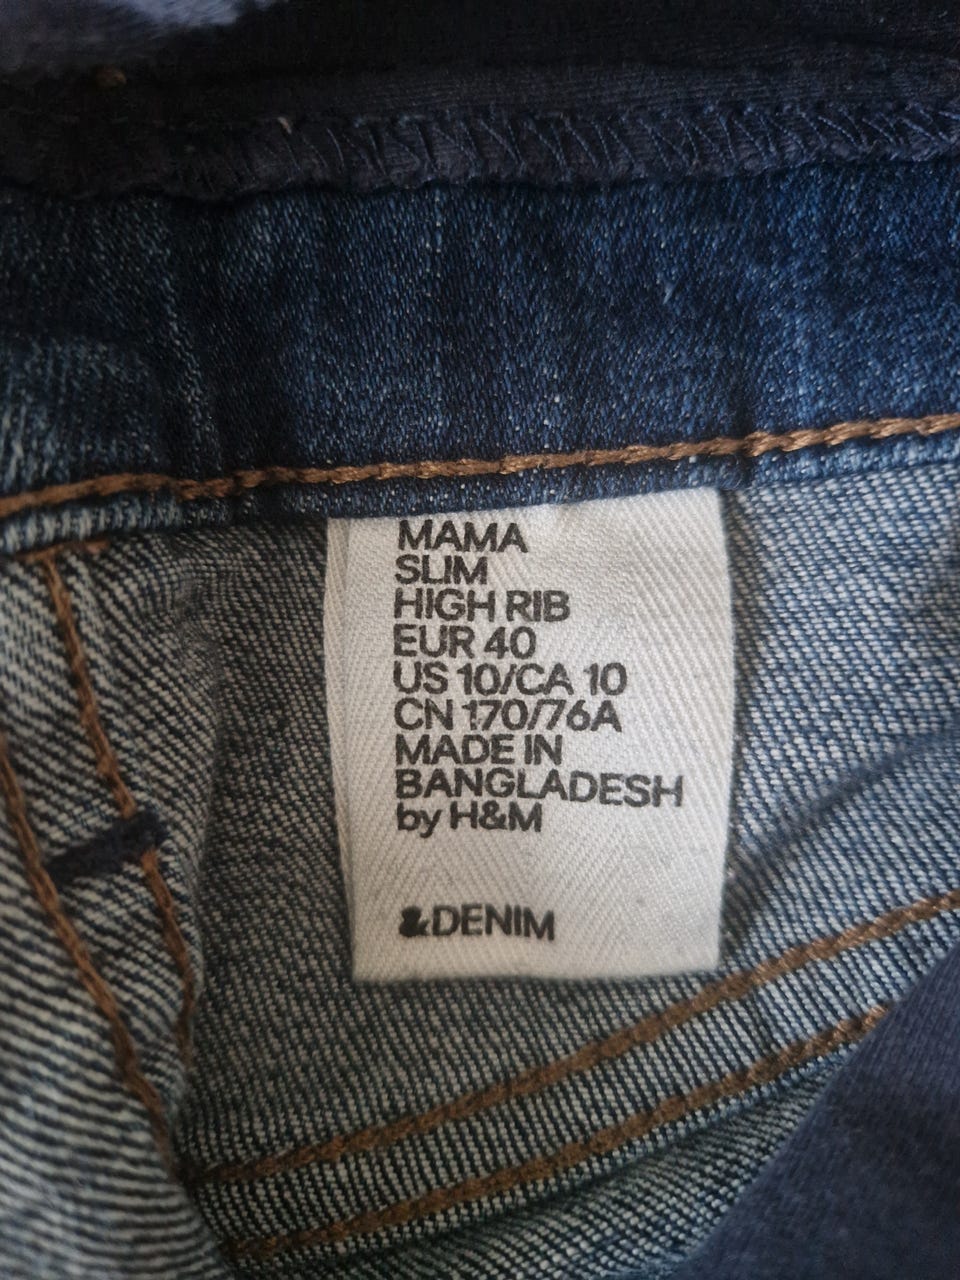 MAMA
SLIM
HIGH RIB
EUR 40
US 10/CA 10
CN 170/76A
MADE IN
BANGLADESH
by H&M
&DENIM